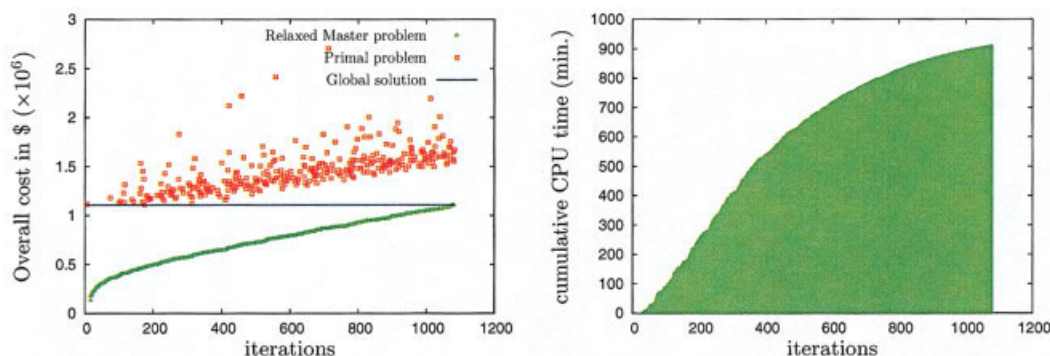 Overall cost in $ (×10⁶)
3
2.5
2
1.5
1
0.5
0
Relaxed Master problem
Primal problem
Global solution
0 200 400 600 800 1000 1200
iterations
cumulative CPU time (min.)
1000
900
800
700
600
500
400
300
200
100
0
0 200 400 600 800 1000 1200
iterations